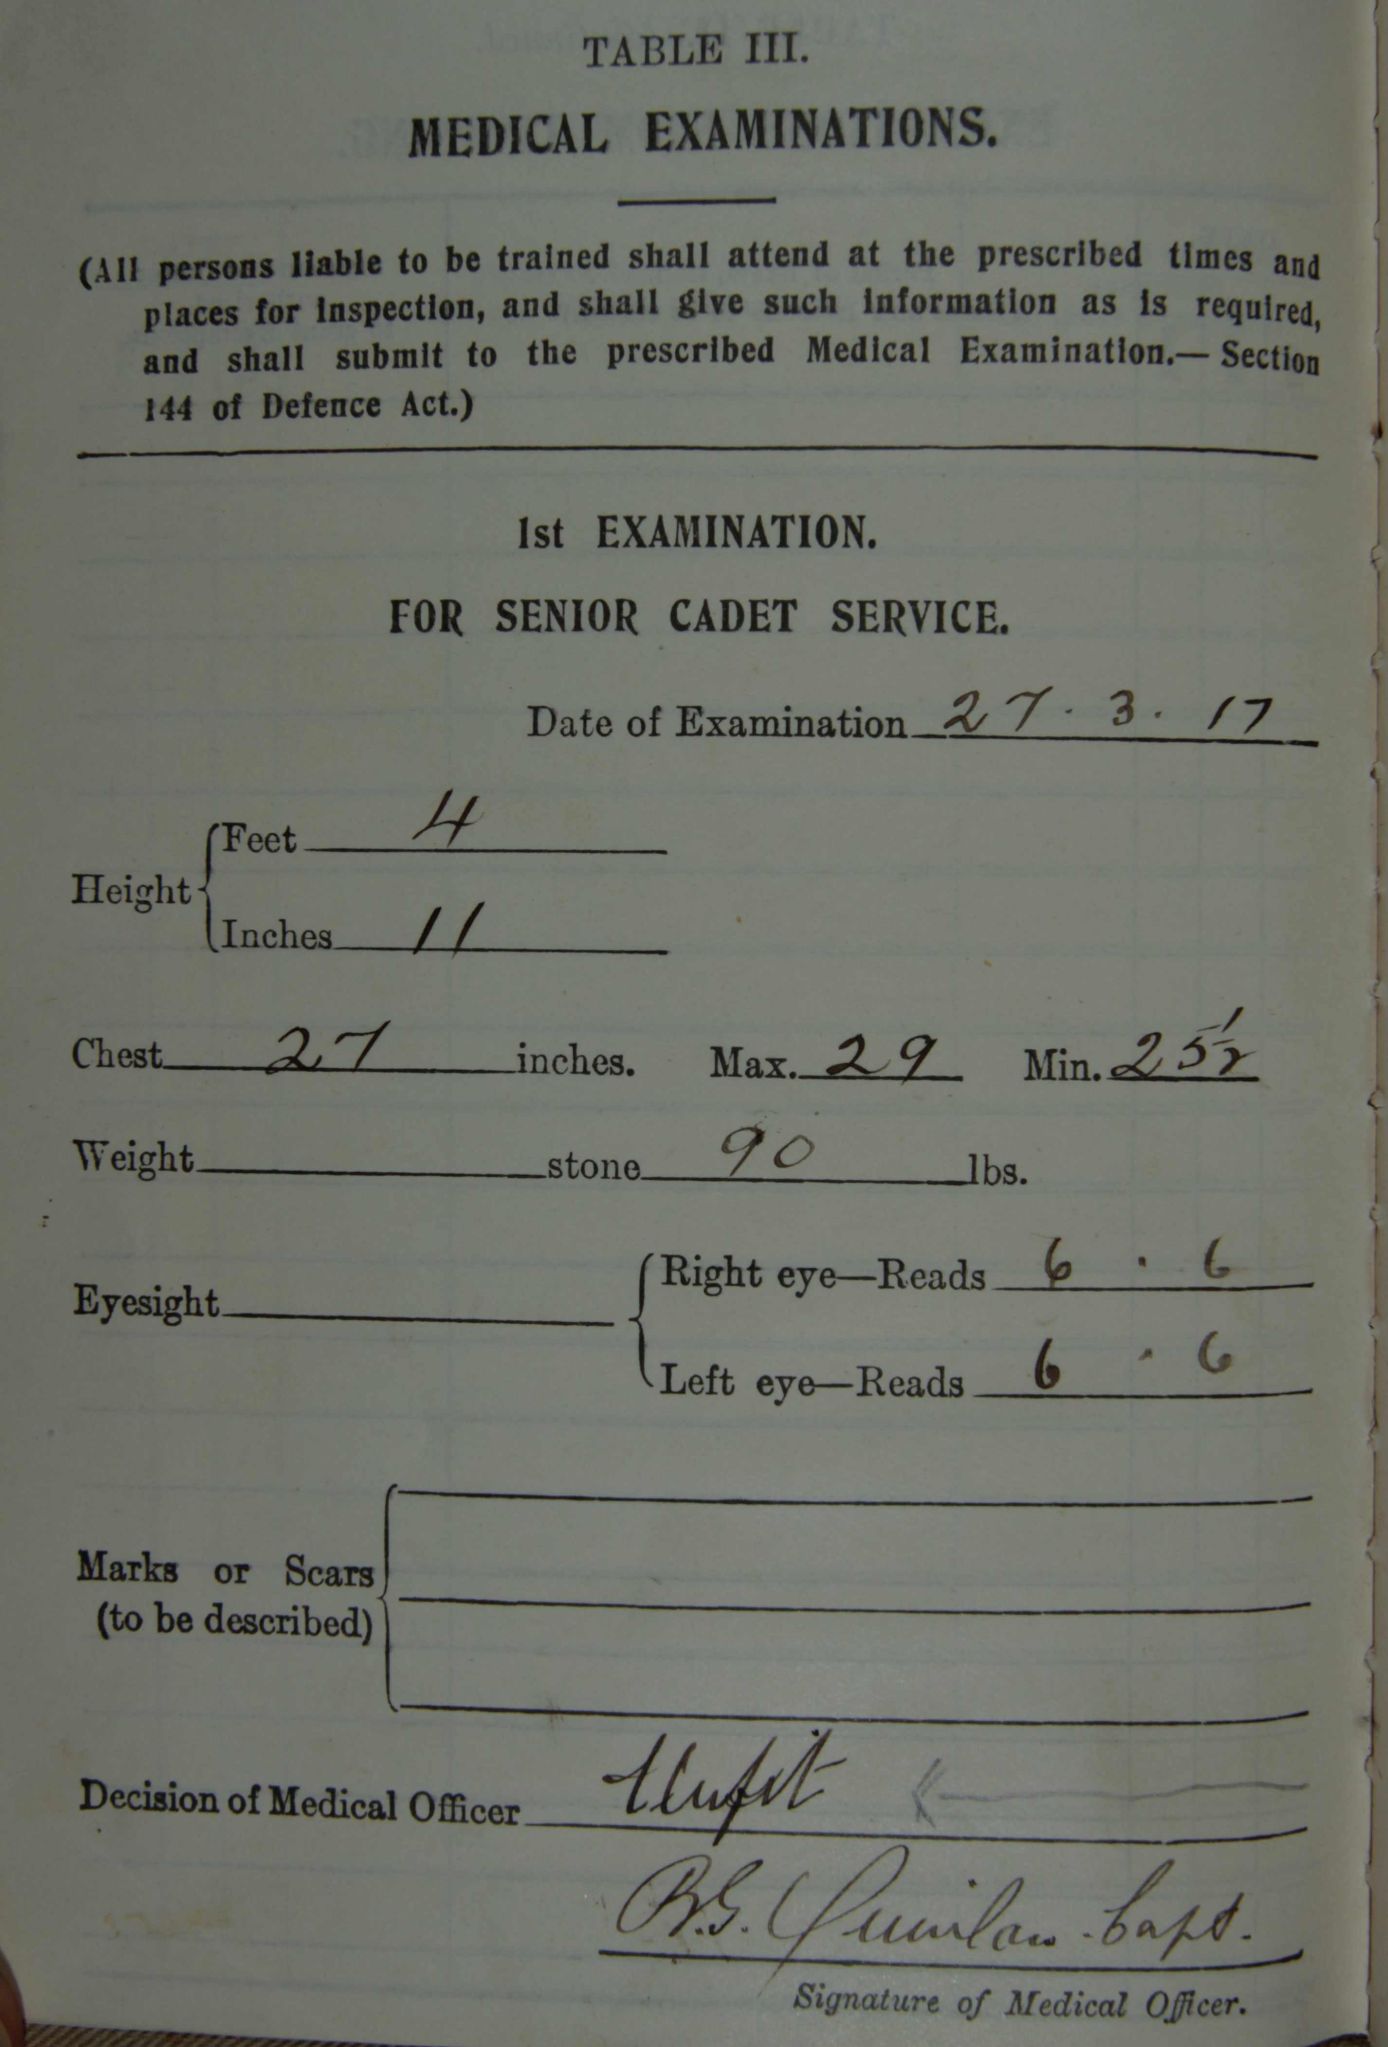 TABLE III.
MEDICAL EXAMINATIONS.
(All persons liable to be trained shall attend at the prescribed times and
places for inspection, and shall give such information as is required,
and shall submit to the prescribed Medical Examination.— Section
144 of Defence Act.)
1st EXAMINATION.
FOR SENIOR CADET SERVICE.
Date of Examination 27 . 3 . 17
Height
Feet 4
Inches 11
Chest 27 inches. Max. 29 Min. 25½
Weight stone 90 lbs.
Eyesight
Right eye—Reads 6 . 6
Left eye—Reads 6 . 6
Marks or Scars
(to be described)
Decision of Medical Officer Unfit
Quinlan . Capt.
Signature of Medical Officer.